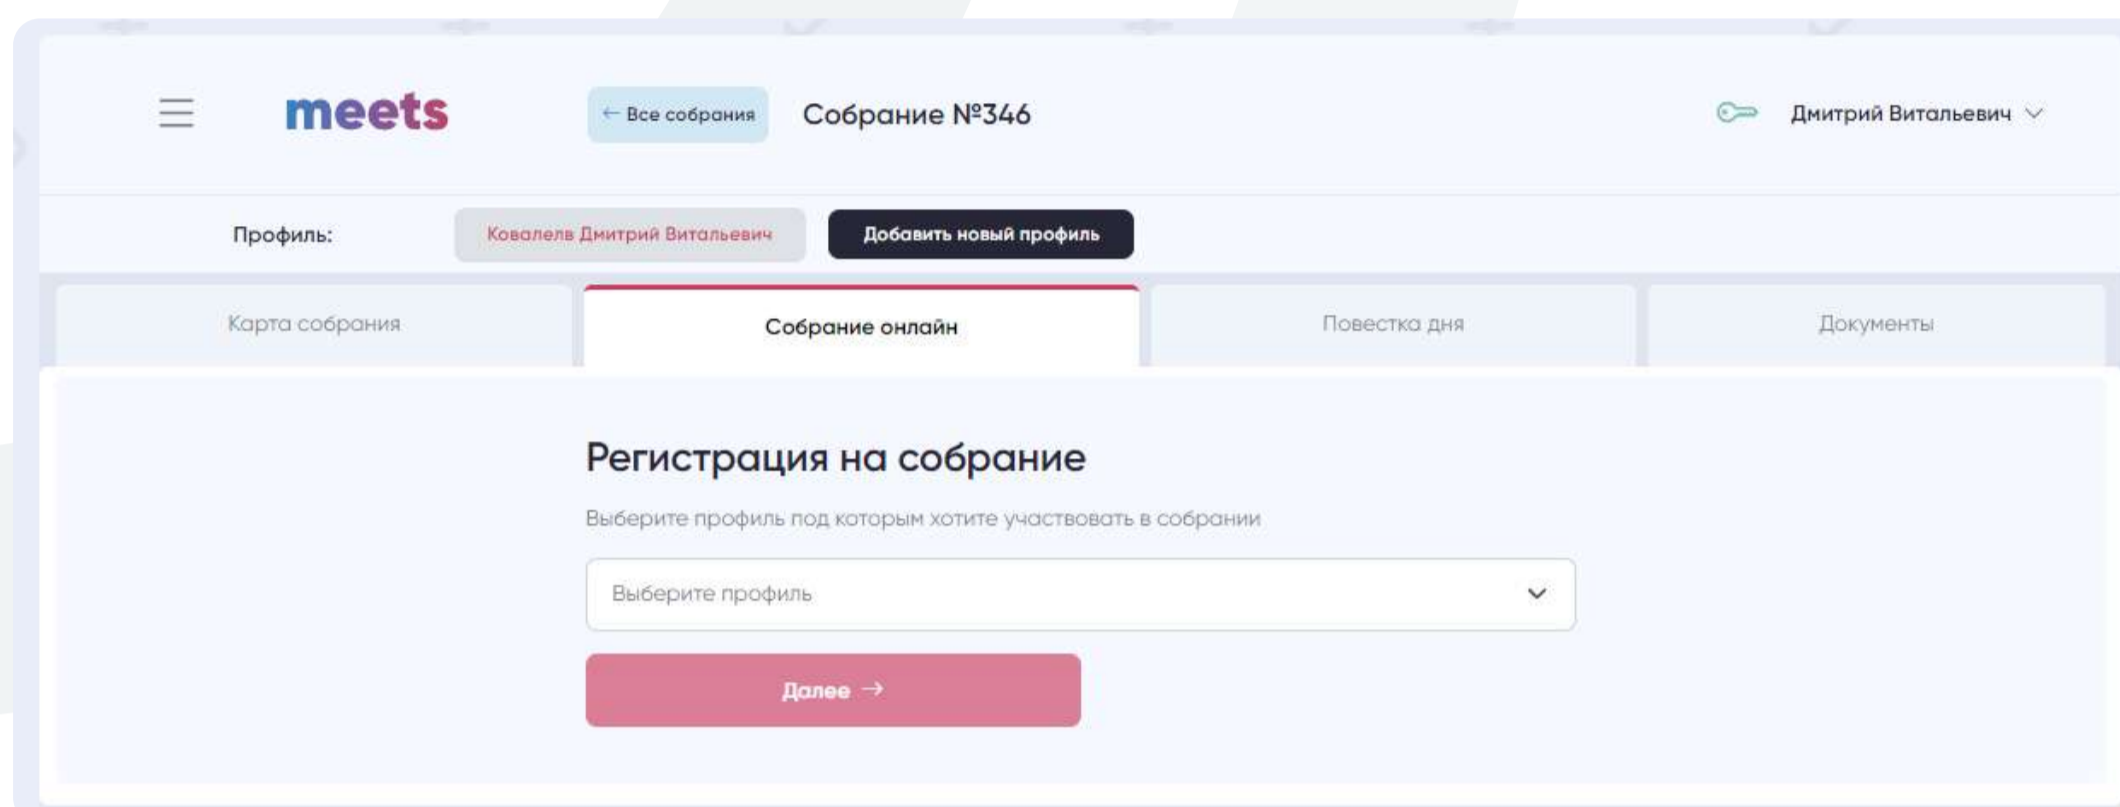 meets
← Все собрания
Собрание №346
Дмитрий Витальевич
Профиль:
Ковалелв Дмитрий Витальевич
Добавить новый профиль
Карта собрания
Собрание онлайн
Повестка дня
Документы
Регистрация на собрание
Выберите профиль под которым хотите участвовать в собрании
Выберите профиль
Далее →